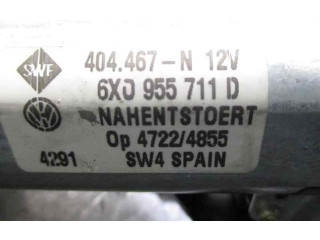 SWF 404.467-N 12V
6X0 955 711 D
NAHENTSTOERT
Op 4722/4855
4291 SW4 SPAIN